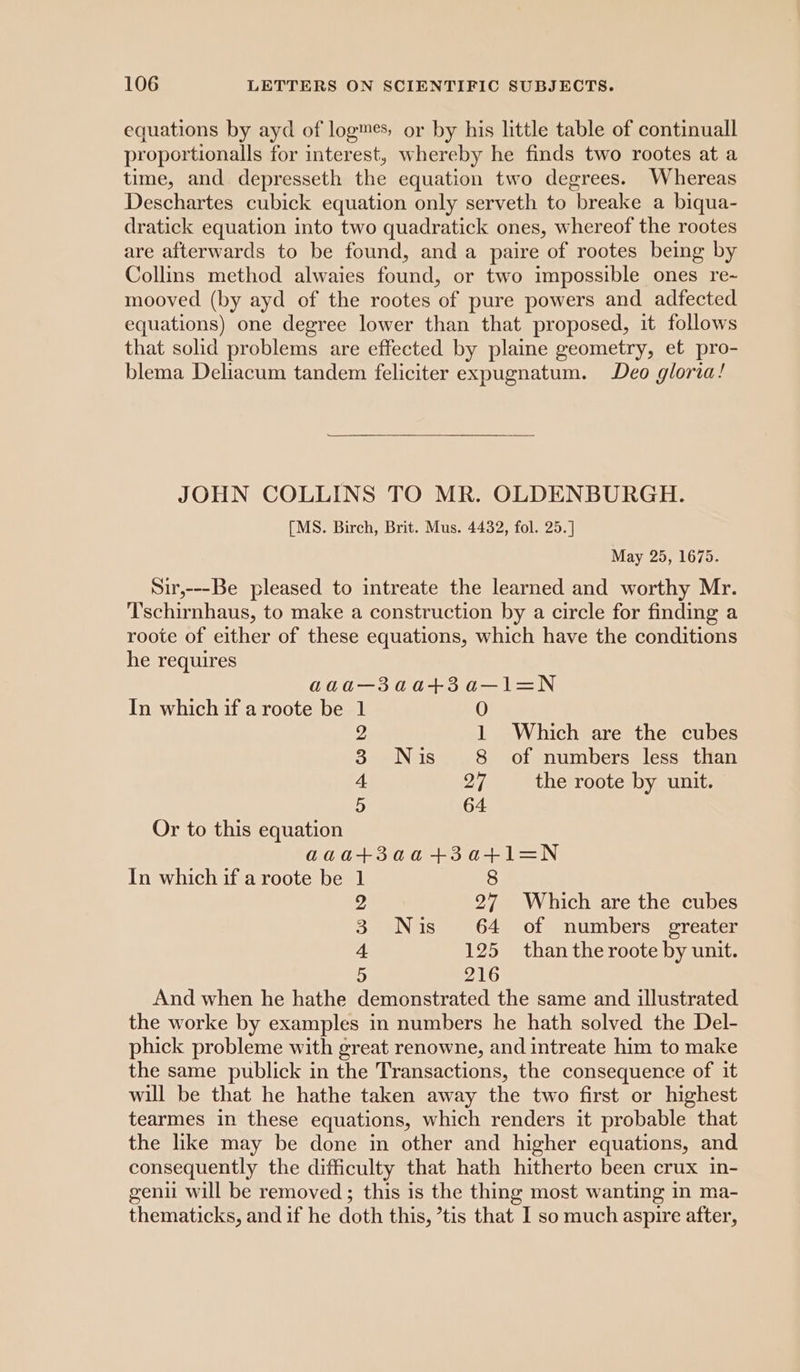 106 LETTERS ON SCIENTIFIC SUBJECTS.
equations by ayd of logmes, or by his little table of continuall
proportionalls for interest, whereby he finds two rootes at a
time, and depresseth the equation two degrees. Whereas
Deschartes cubick equation only serveth to breake a biqua-
dratick equation into two quadratick ones, whereof the rootes
are afterwards to be found, and a paire of rootes being by
Collins method alwaies found, or two impossible ones re-
mooved (by ayd of the rootes of pure powers and adfected
equations) one degree lower than that proposed, it follows
that solid problems are effected by plaine geometry, et pro-
blema Deliacum tandem feliciter expugnatum. Deo gloria!
JOHN COLLINS TO MR. OLDENBURGH.
[MS. Birch, Brit. Mus. 4432, fol. 25.]
May 25, 1675.
Sir,---Be pleased to intreate the learned and worthy Mr.
Tschirnhaus, to make a construction by a circle for finding a
roote of either of these equations, which have the conditions
he requires
aaa—3aa+3a—1=N
In which if a roote be 1 0
2 1 Which are the cubes
3 N is 8 of numbers less than
4 27 the roote by unit.
5 64
Or to this equation
aaa+3aa+3a+1=N
In which if a roote be 1 8
2 27 Which are the cubes
3 N is 64 of numbers greater
4 125 than the roote by unit.
5 216
And when he hathe demonstrated the same and illustrated
the worke by examples in numbers he hath solved the Del-
phick probleme with great renowne, and intreate him to make
the same publick in the Transactions, the consequence of it
will be that he hathe taken away the two first or highest
tearmes in these equations, which renders it probable that
the like may be done in other and higher equations, and
consequently the difficulty that hath hitherto been crux in-
genii will be removed; this is the thing most wanting in ma-
thematicks, and if he doth this, ’tis that I so much aspire after,